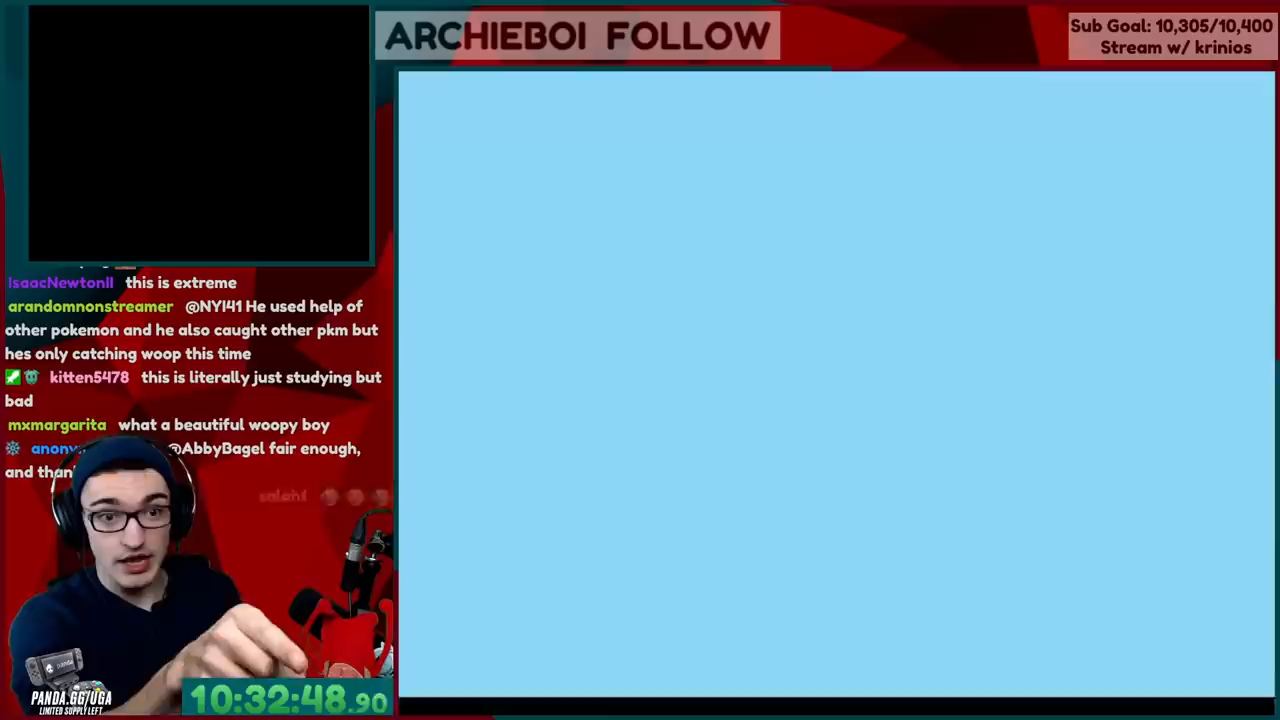 ARCHIEBOI FOLLOW
Sub Goal: 10,305/10,400
Stream w/ krinios
IsaacNewtonII this is extreme
arandomnonstreamer @NYI41 He used help of
other pokemon and he also caught other pkm but
hes only catching woop this time
kitten5478 this is literally just studying but
bad
mxmargarita what a beautiful woopy boy
@AbbyBagel fair enough,
and
panda
PANDA.GG/UGA
LIMITED SUPPLY LEFT
10:32:48.90